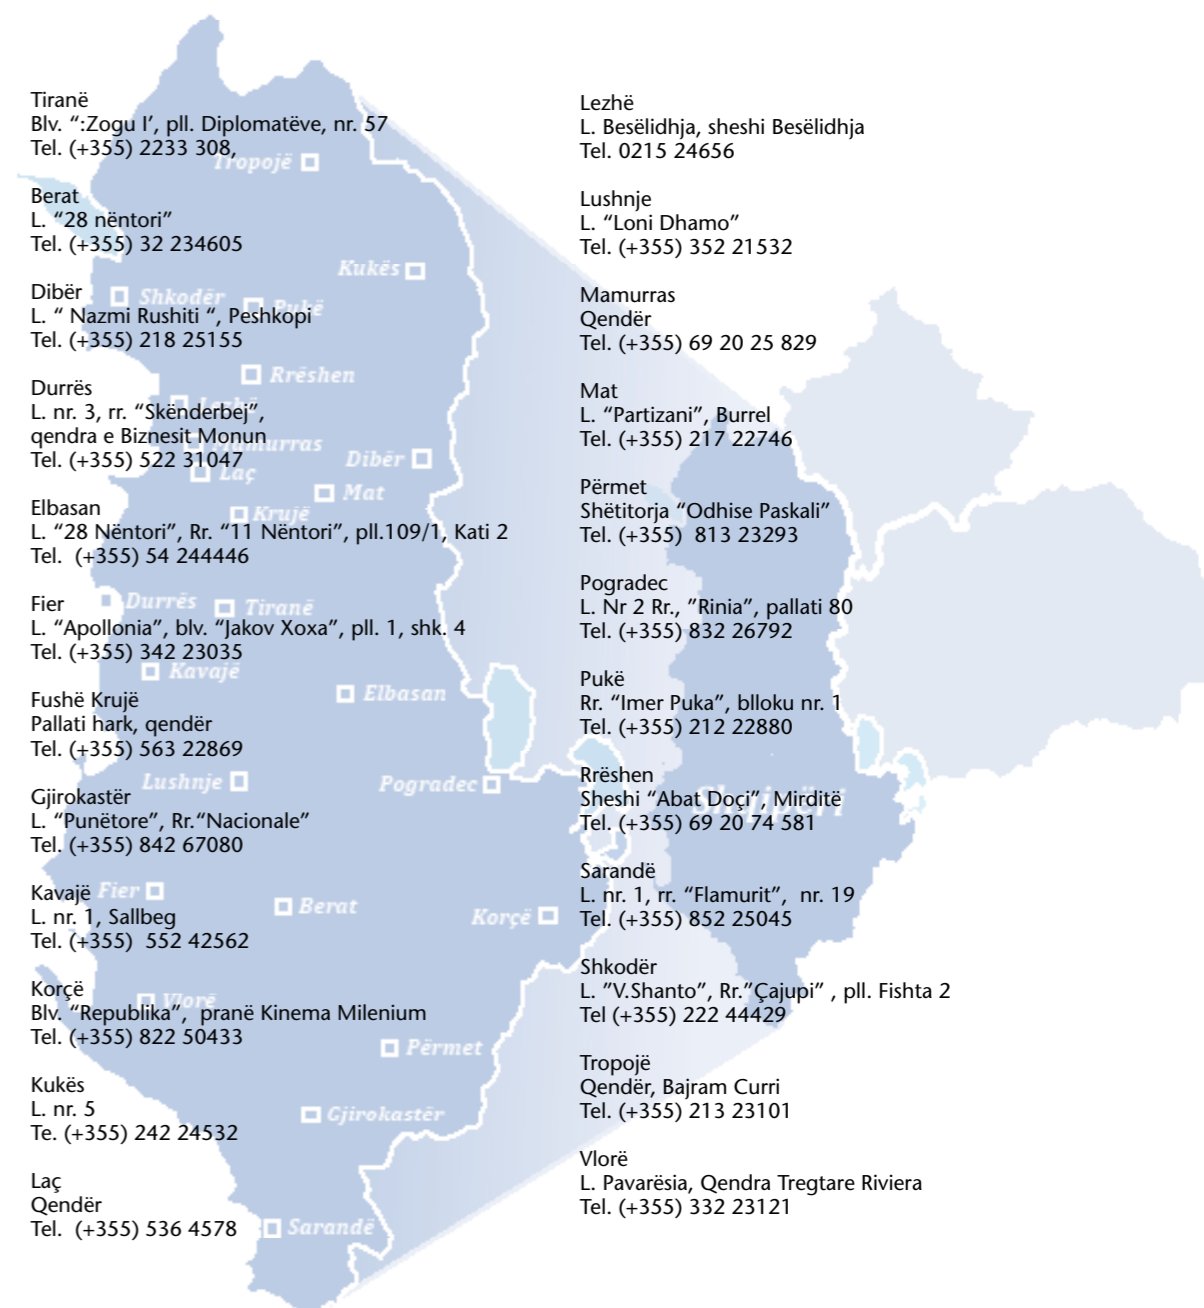 Tiranë
Blv. ":Zogu I', pll. Diplomatëve, nr. 57
Tel. (+355) 2233 308,
Berat
L. “28 nëntori”
Tel. (+355) 32 234605
Dibër
L. “ Nazmi Rushiti “, Peshkopi
Tel. (+355) 218 25155
Durrës
L. nr. 3, rr. “Skënderbej”,
qendra e Biznesit Monun
Tel. (+355) 522 31047
Elbasan
L. “28 Nëntori”, Rr. “11 Nëntori”, pll.109/1, Kati 2
Tel. (+355) 54 244446
Fier
L. “Apollonia”, blv. “Jakov Xoxa”, pll. 1, shk. 4
Tel. (+355) 342 23035
Fushë Krujë
Pallati hark, qendër
Tel. (+355) 563 22869
Gjirokastër
L. “Punëtore”, Rr.“Nacionale”
Tel. (+355) 842 67080
Kavajë
L. nr. 1, Sallbeg
Tel. (+355) 552 42562
Korçë
Blv. “Republika”, pranë Kinema Milenium
Tel. (+355) 822 50433
Kukës
L. nr. 5
Te. (+355) 242 24532
Laç
Qendër
Tel. (+355) 536 4578
Lezhë
L. Besëlidhja, sheshi Besëlidhja
Tel. 0215 24656
Lushnje
L. “Loni Dhamo”
Tel. (+355) 352 21532
Mamurras
Qendër
Tel. (+355) 69 20 25 829
Mat
L. “Partizani”, Burrel
Tel. (+355) 217 22746
Përmet
Shëtitorja “Odhise Paskali”
Tel. (+355) 813 23293
Pogradec
L. Nr 2 Rr., ”Rinia”, pallati 80
Tel. (+355) 832 26792
Pukë
Rr. “Imer Puka”, blloku nr. 1
Tel. (+355) 212 22880
Rrëshen
Sheshi “Abat Doçi”, Mirditë
Tel. (+355) 69 20 74 581
Sarandë
L. nr. 1, rr. “Flamurit”, nr. 19
Tel. (+355) 852 25045
Shkodër
L. ”V.Shanto”, Rr.”Çajupi” , pll. Fishta 2
Tel (+355) 222 44429
Tropojë
Qendër, Bajram Curri
Tel. (+355) 213 23101
Vlorë
L. Pavarësia, Qendra Tregtare Riviera
Tel. (+355) 332 23121
Tropojë
Kukës
Shkodër
Pukë
Rrëshen
Lezhë
Mamurras
Dibër
Laç
Mat
Krujë
Durrës
Tiranë
Kavajë
Elbasan
Lushnje
Pogradec
Fier
Berat
Korçë
Vlorë
Përmet
Gjirokastër
Sarandë
Shqipëri